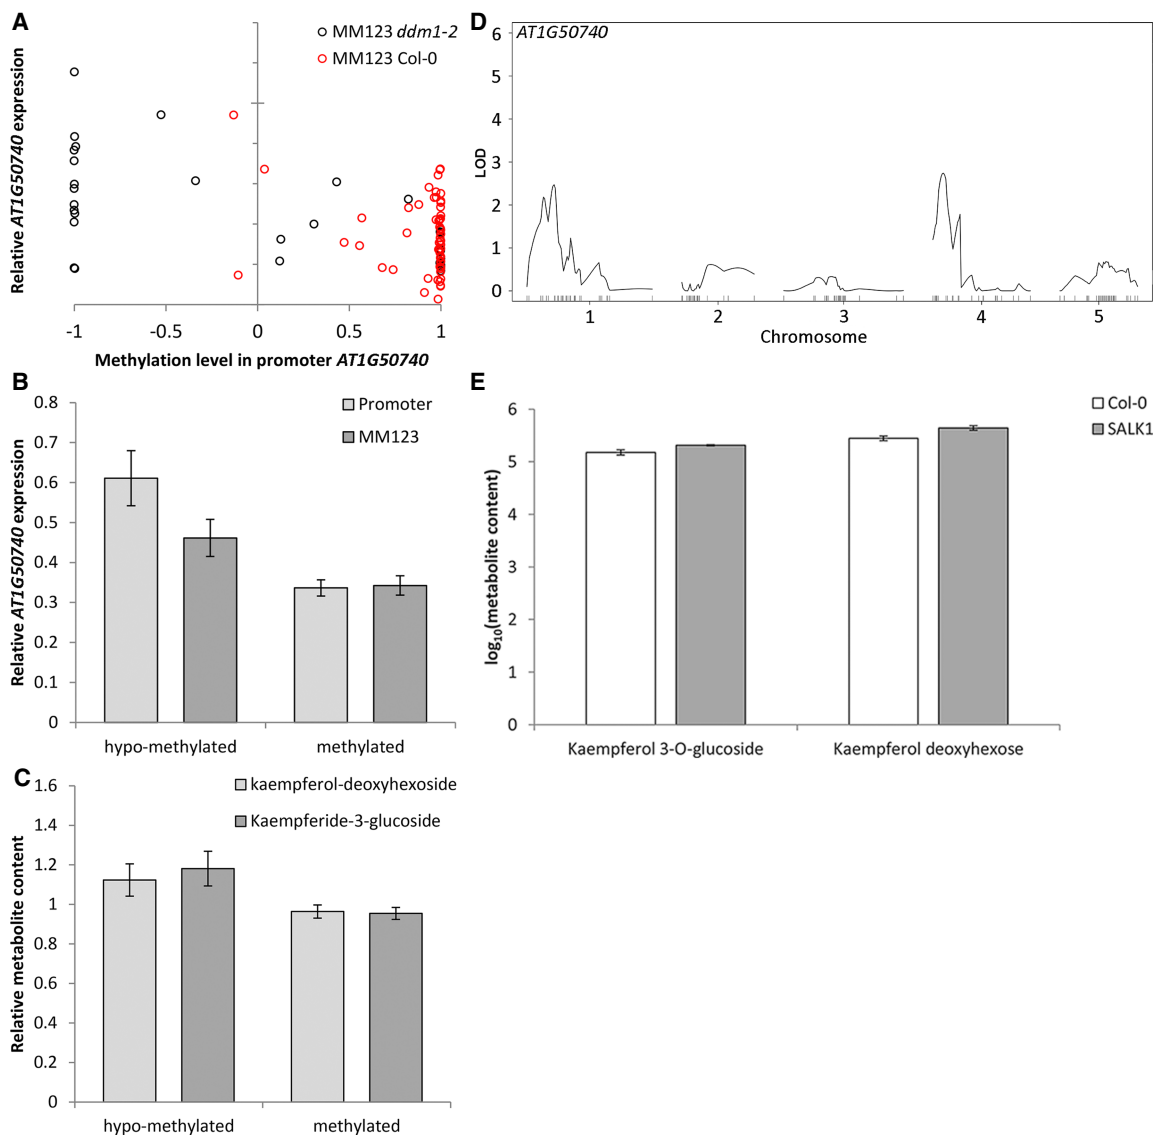 A
Relative AT1G50740 expression
MM123 ddm1-2
MM123 Col-0
-1 -0.5 0 0.5 1
Methylation level in promoter AT1G50740
D
AT1G50740
6
5
4
3
2
1
0
LOD
1 2 3 4 5
Chromosome
B
Relative AT1G50740 expression
0.8
0.7
0.6
0.5
0.4
0.3
0.2
0.1
0
Promoter
MM123
hypo-methylated methylated
E
log10(metabolite content)
6
5
4
3
2
1
0
Col-0
SALK1
Kaempferol 3-O-glucoside Kaempferol deoxyhexose
C
Relative metabolite content
1.6
1.4
1.2
1
0.8
0.6
0.4
0.2
0
kaempferol-deoxyhexoside
Kaempferide-3-glucoside
hypo-methylated methylated